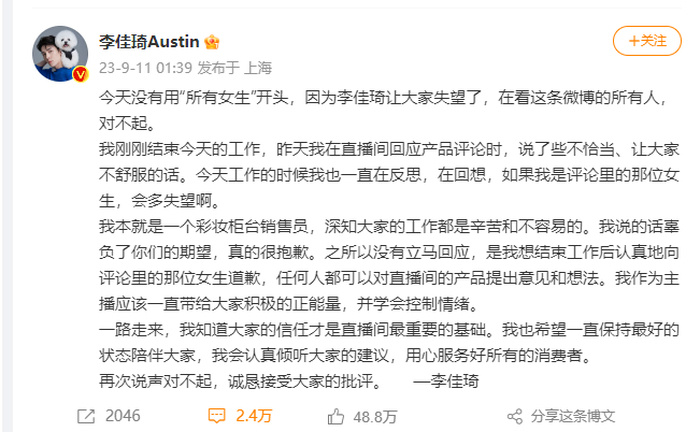 李佳琦Austin
+关注
23-9-11 01:39 发布于 上海
今天没有用“所有女生”开头，因为李佳琦让大家失望了，在看这条微博的所有人，
对不起。
我刚刚结束今天的工作，昨天我在直播间回应产品评论时，说了些不恰当、让大家
不舒服的话。今天工作的时候我也一直在反思，在回想，如果我是评论里的那位女
生，会多失望啊。
我本就是一个彩妆柜台销售员，深知大家的工作都是辛苦和不容易的。我说的话辜
负了你们的期望，真的很抱歉。之所以没有立马回应，是我想结束工作后认真地向
评论里的那位女生道歉，任何人都可以对直播间的产品提出意见和想法。我作为主
播应该一直带给大家积极的正能量，并学会控制情绪。
一路走来，我知道大家的信任才是直播间最重要的基础。我也希望一直保持最好的
状态陪伴大家，我会认真倾听大家的建议，用心服务好所有的消费者。
再次说声对不起，诚恳接受大家的批评。 —李佳琦
2046 2.4万 48.8万 分享这条博文